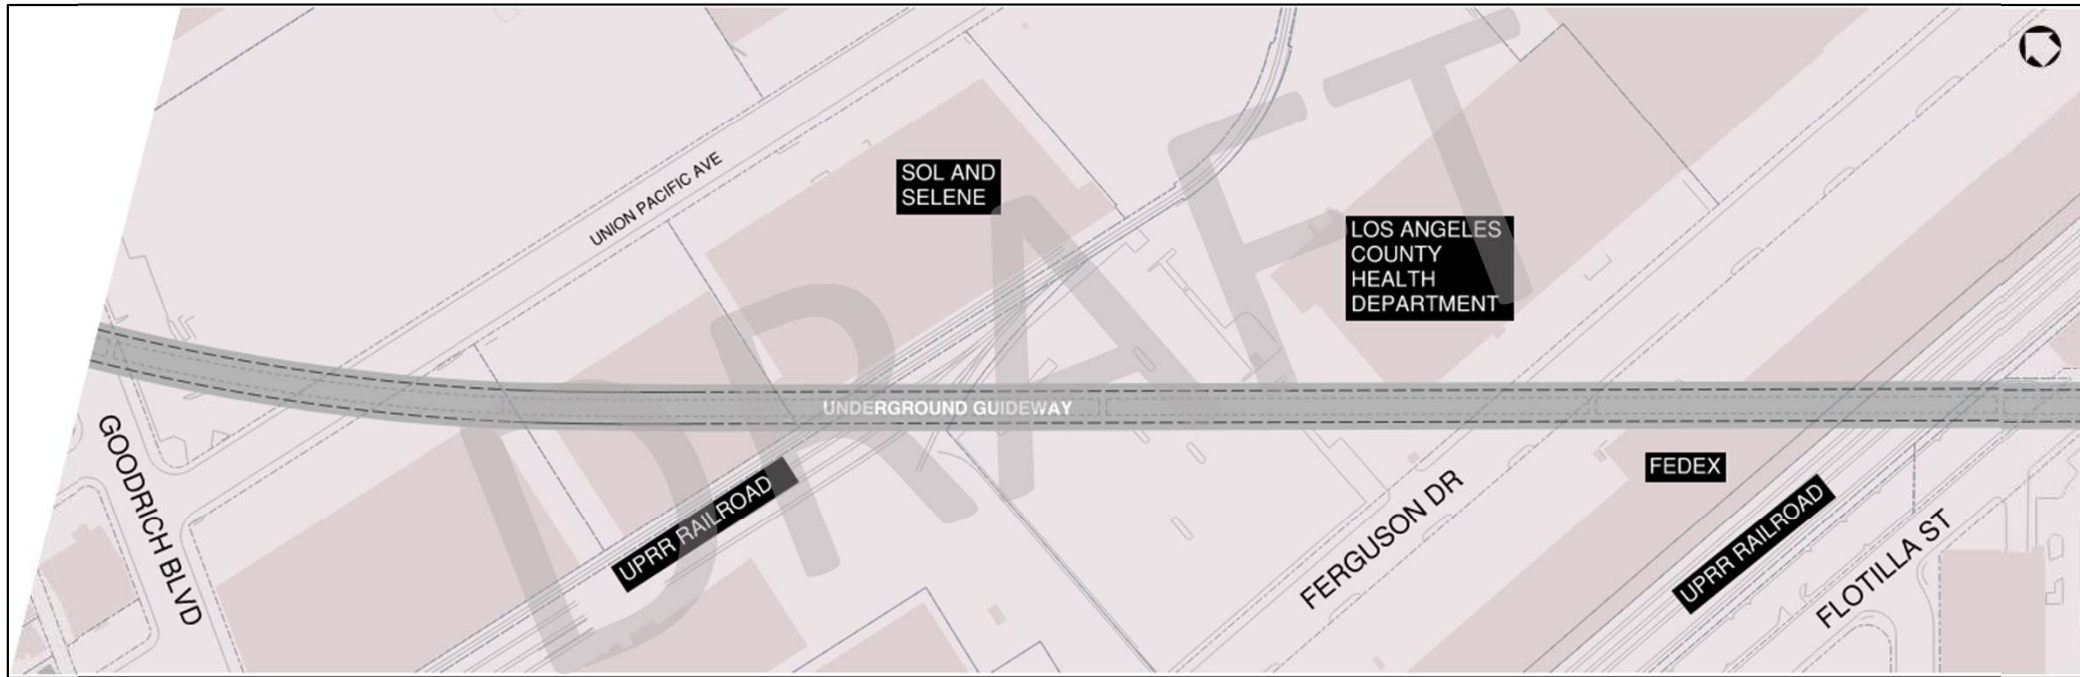 UNION PACIFIC AVE
SOL AND
SELENE
LOS ANGELES
COUNTY
HEALTH
DEPARTMENT
DRAFT
UNDERGROUND GUIDEWAY
GOODRICH BLVD
UPRR RAILROAD
FERGUSON DR
FEDEX
UPRR RAILROAD
FLOTILLA ST